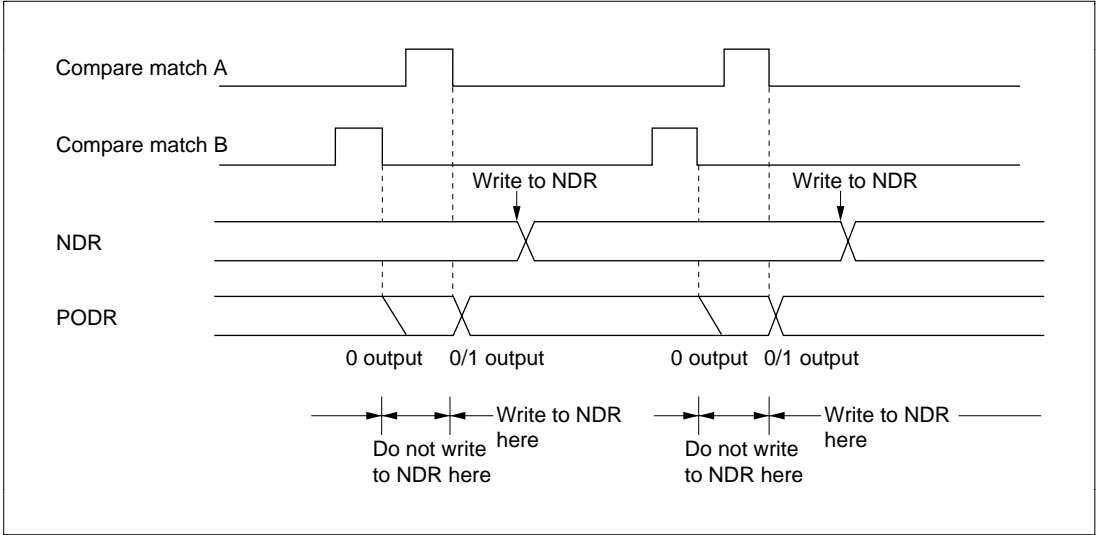 Compare match A
Compare match B
Write to NDR Write to NDR
NDR
PODR
0 output 0/1 output 0 output 0/1 output
Write to NDR
here
Do not write
to NDR here
Write to NDR
here
Do not write
to NDR here